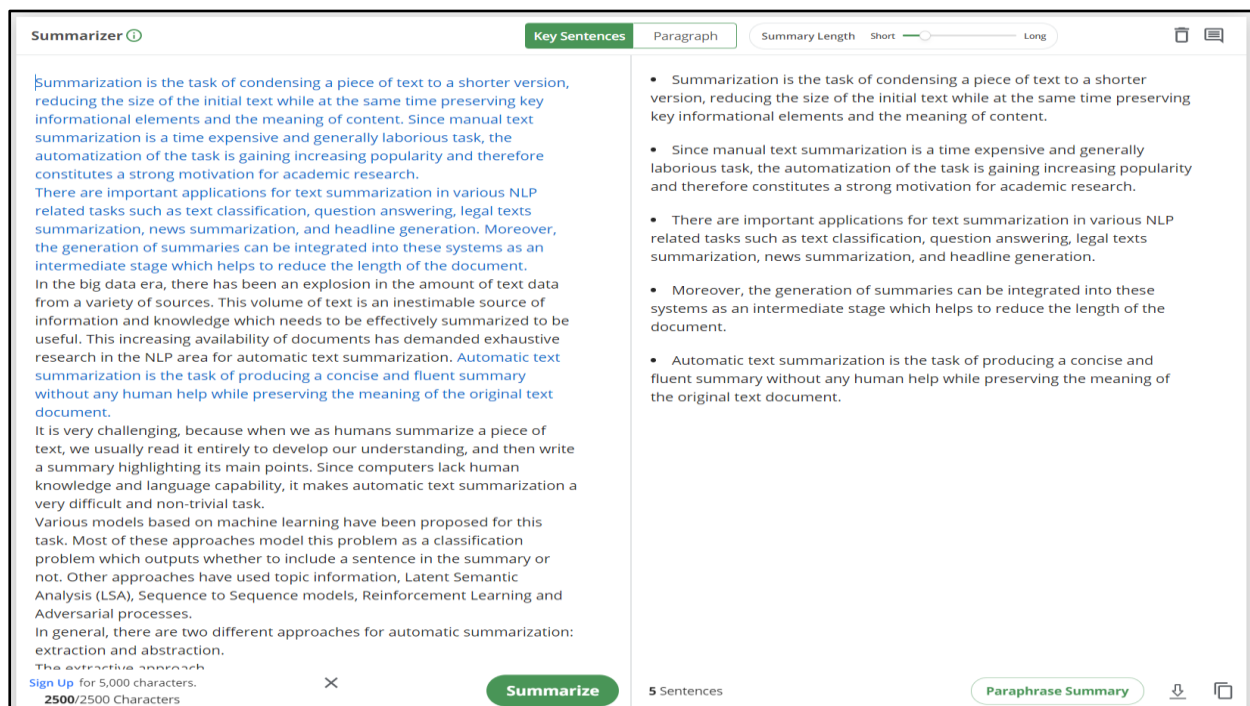 Summarizer
Key Sentences
Paragraph
Summary Length
Short
Long
Summarization is the task of condensing a piece of text to a shorter version,
reducing the size of the initial text while at the same time preserving key
informational elements and the meaning of content. Since manual text
summarization is a time expensive and generally laborious task, the
automatization of the task is gaining increasing popularity and therefore
constitutes a strong motivation for academic research.
There are important applications for text summarization in various NLP
related tasks such as text classification, question answering, legal texts
summarization, news summarization, and headline generation. Moreover,
the generation of summaries can be integrated into these systems as an
intermediate stage which helps to reduce the length of the document.
In the big data era, there has been an explosion in the amount of text data
from a variety of sources. This volume of text is an inestimable source of
information and knowledge which needs to be effectively summarized to be
useful. This increasing availability of documents has demanded exhaustive
research in the NLP area for automatic text summarization. Automatic text
summarization is the task of producing a concise and fluent summary
without any human help while preserving the meaning of the original text
document.
It is very challenging, because when we as humans summarize a piece of
text, we usually read it entirely to develop our understanding, and then write
a summary highlighting its main points. Since computers lack human
knowledge and language capability, it makes automatic text summarization a
very difficult and non-trivial task.
Various models based on machine learning have been proposed for this
task. Most of these approaches model this problem as a classification
problem which outputs whether to include a sentence in the summary or
not. Other approaches have used topic information, Latent Semantic
Analysis (LSA), Sequence to Sequence models, Reinforcement Learning and
Adversarial processes.
In general, there are two different approaches for automatic summarization:
extraction and abstraction.
The extractive approach
Sign Up for 5,000 characters.
2500/2500 Characters
Summarize
• Summarization is the task of condensing a piece of text to a shorter
version, reducing the size of the initial text while at the same time preserving
key informational elements and the meaning of content.
• Since manual text summarization is a time expensive and generally
laborious task, the automatization of the task is gaining increasing popularity
and therefore constitutes a strong motivation for academic research.
• There are important applications for text summarization in various NLP
related tasks such as text classification, question answering, legal texts
summarization, news summarization, and headline generation.
• Moreover, the generation of summaries can be integrated into these
systems as an intermediate stage which helps to reduce the length of the
document.
• Automatic text summarization is the task of producing a concise and
fluent summary without any human help while preserving the meaning of
the original text document.
5 Sentences
Paraphrase Summary